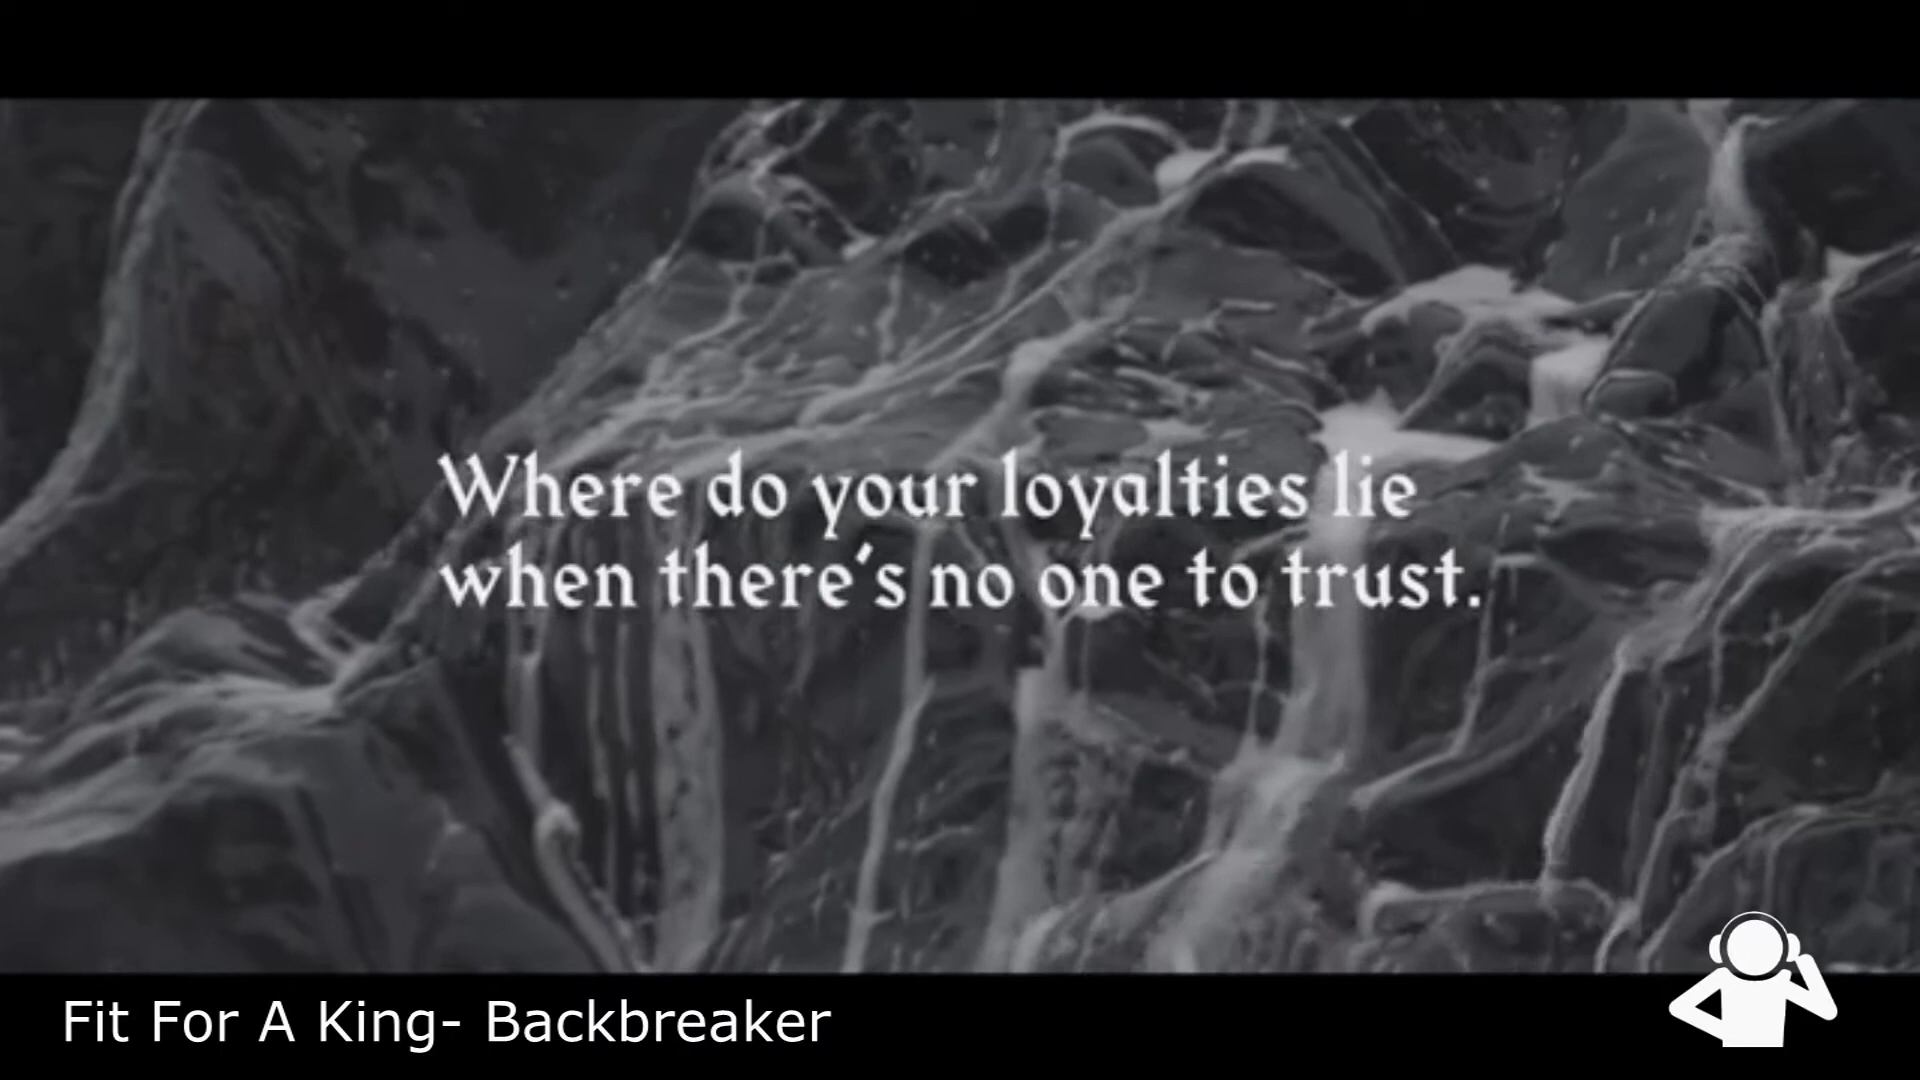 Where do your loyalties lie
when there's no one to trust.
Fit For A King- Backbreaker